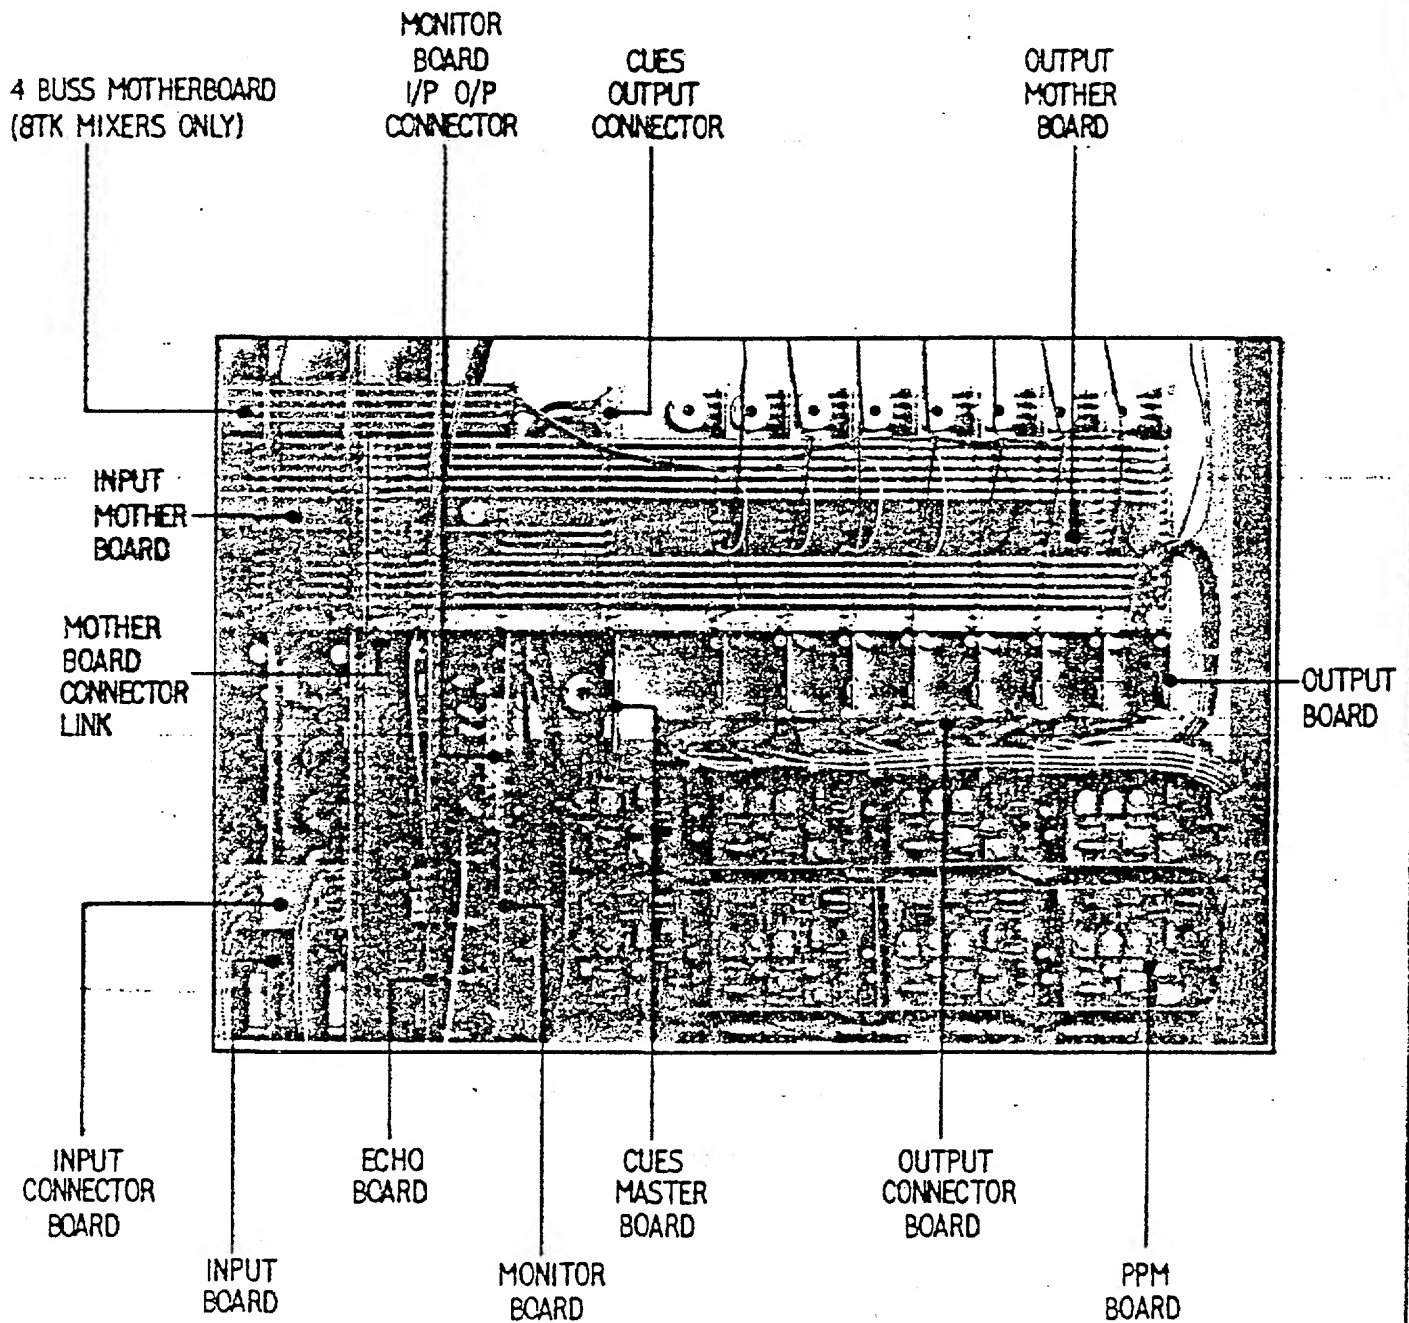 4 BUSS MOTHERBOARD
(8TK MIXERS ONLY)
MONITOR
BOARD
I/P O/P
CONNECTOR
CUES
OUTPUT
CONNECTOR
OUTPUT
MOTHER
BOARD
INPUT
MOTHER
BOARD
MOTHER
BOARD
CONNECTOR
LINK
OUTPUT
BOARD
INPUT
CONNECTOR
BOARD
INPUT
BOARD
ECHO
BOARD
MONITOR
BOARD
CUES
MASTER
BOARD
OUTPUT
CONNECTOR
BOARD
PPM
BOARD